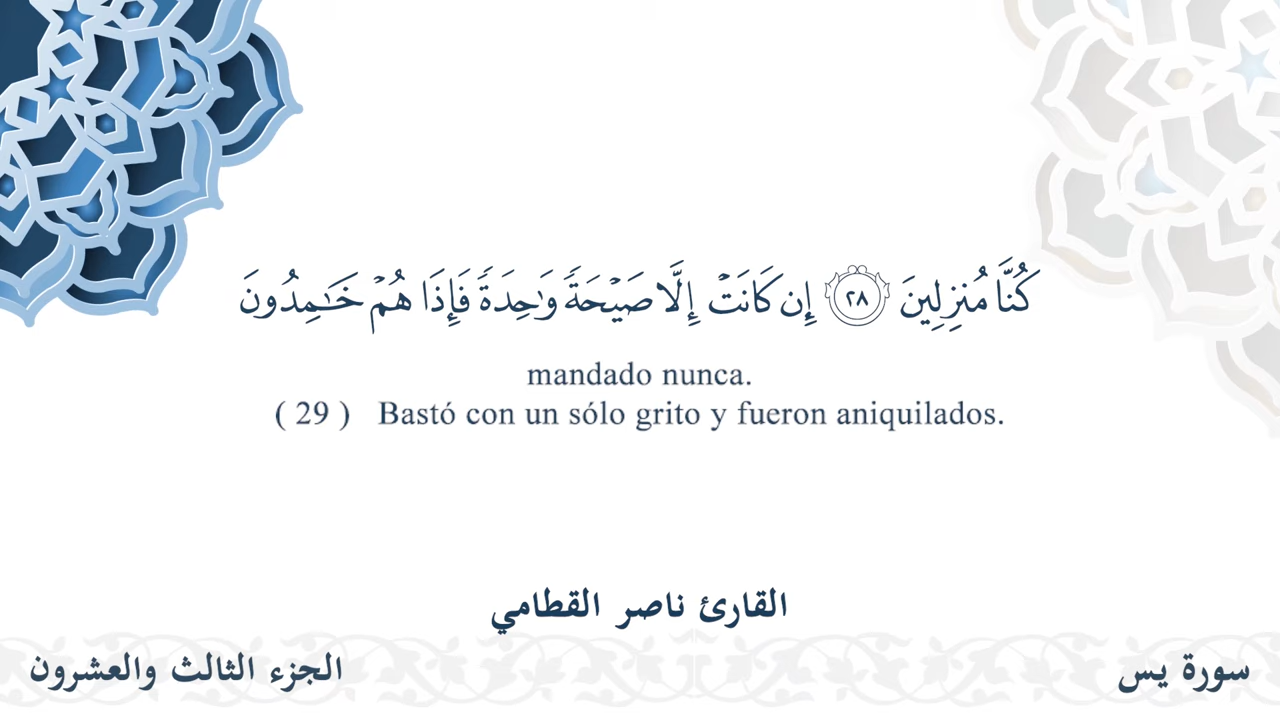 كُنَّا مُنزِلِينَ ٢٨ إِن كَانَتْ إِلَّا صَيْحَةً وَٰحِدَةً فَإِذَا هُمْ خَـٰمِدُونَ
mandado nunca.
( 29 ) Bastó con un sólo grito y fueron aniquilados.
القارئ ناصر القطامي
سورة يس
الجزء الثالث والعشرون